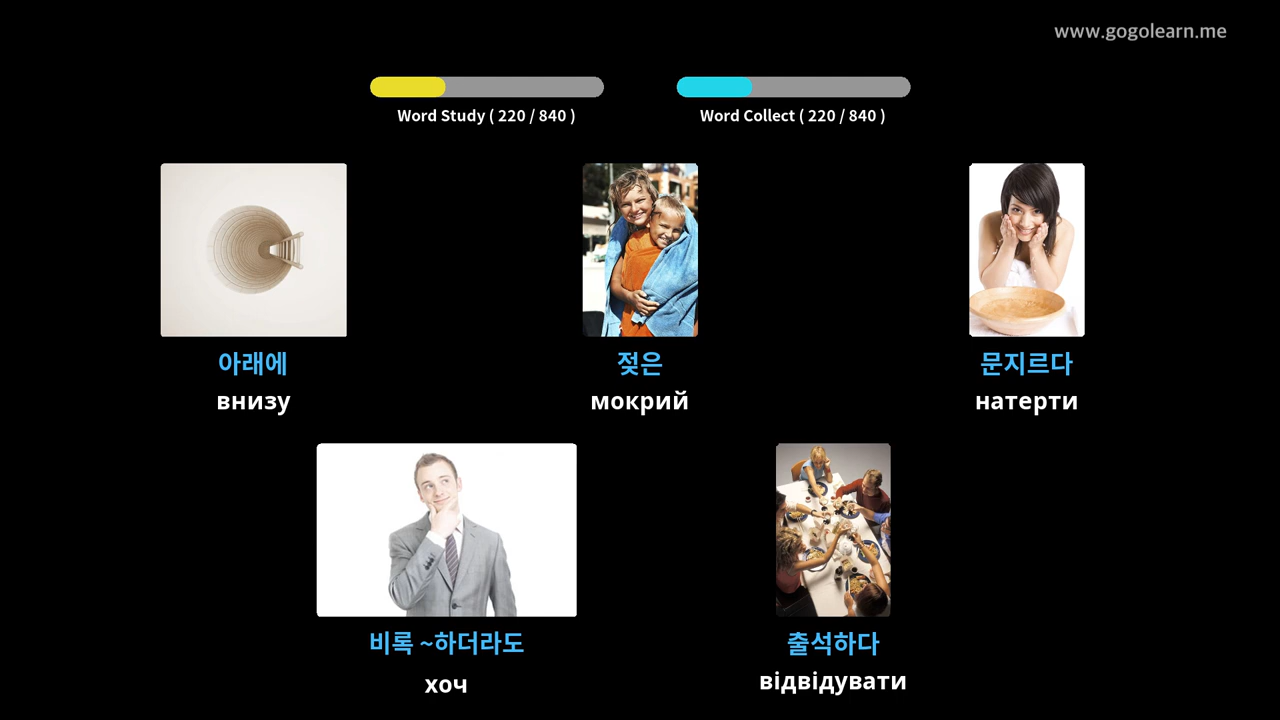 www.gogolearn.me
Word Study ( 220 / 840 )
Word Collect ( 220 / 840 )
아래에
젖은
문지르다
внизу
мокрий
натерти
비록 ~하더라도
출석하다
хоч
відвідувати